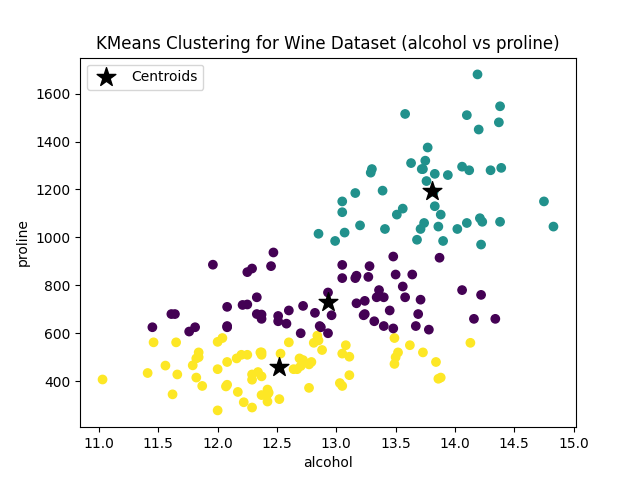 KMeans Clustering for Wine Dataset (alcohol vs proline)
Centroids
1600
1400
1200
1000
800
600
400
proline
11.0 11.5 12.0 12.5 13.0 13.5 14.0 14.5 15.0
alcohol